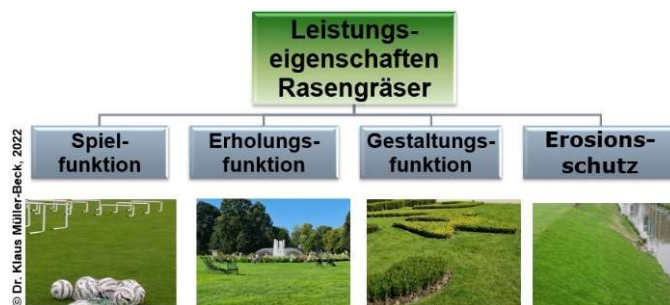 Leistungs-
eigenschaften
Rasengräser
Spiel-
funktion
Erholungs-
funktion
Gestaltungs-
funktion
Erosions-
schutz
© Dr. Klaus Müller-Beck, 2022